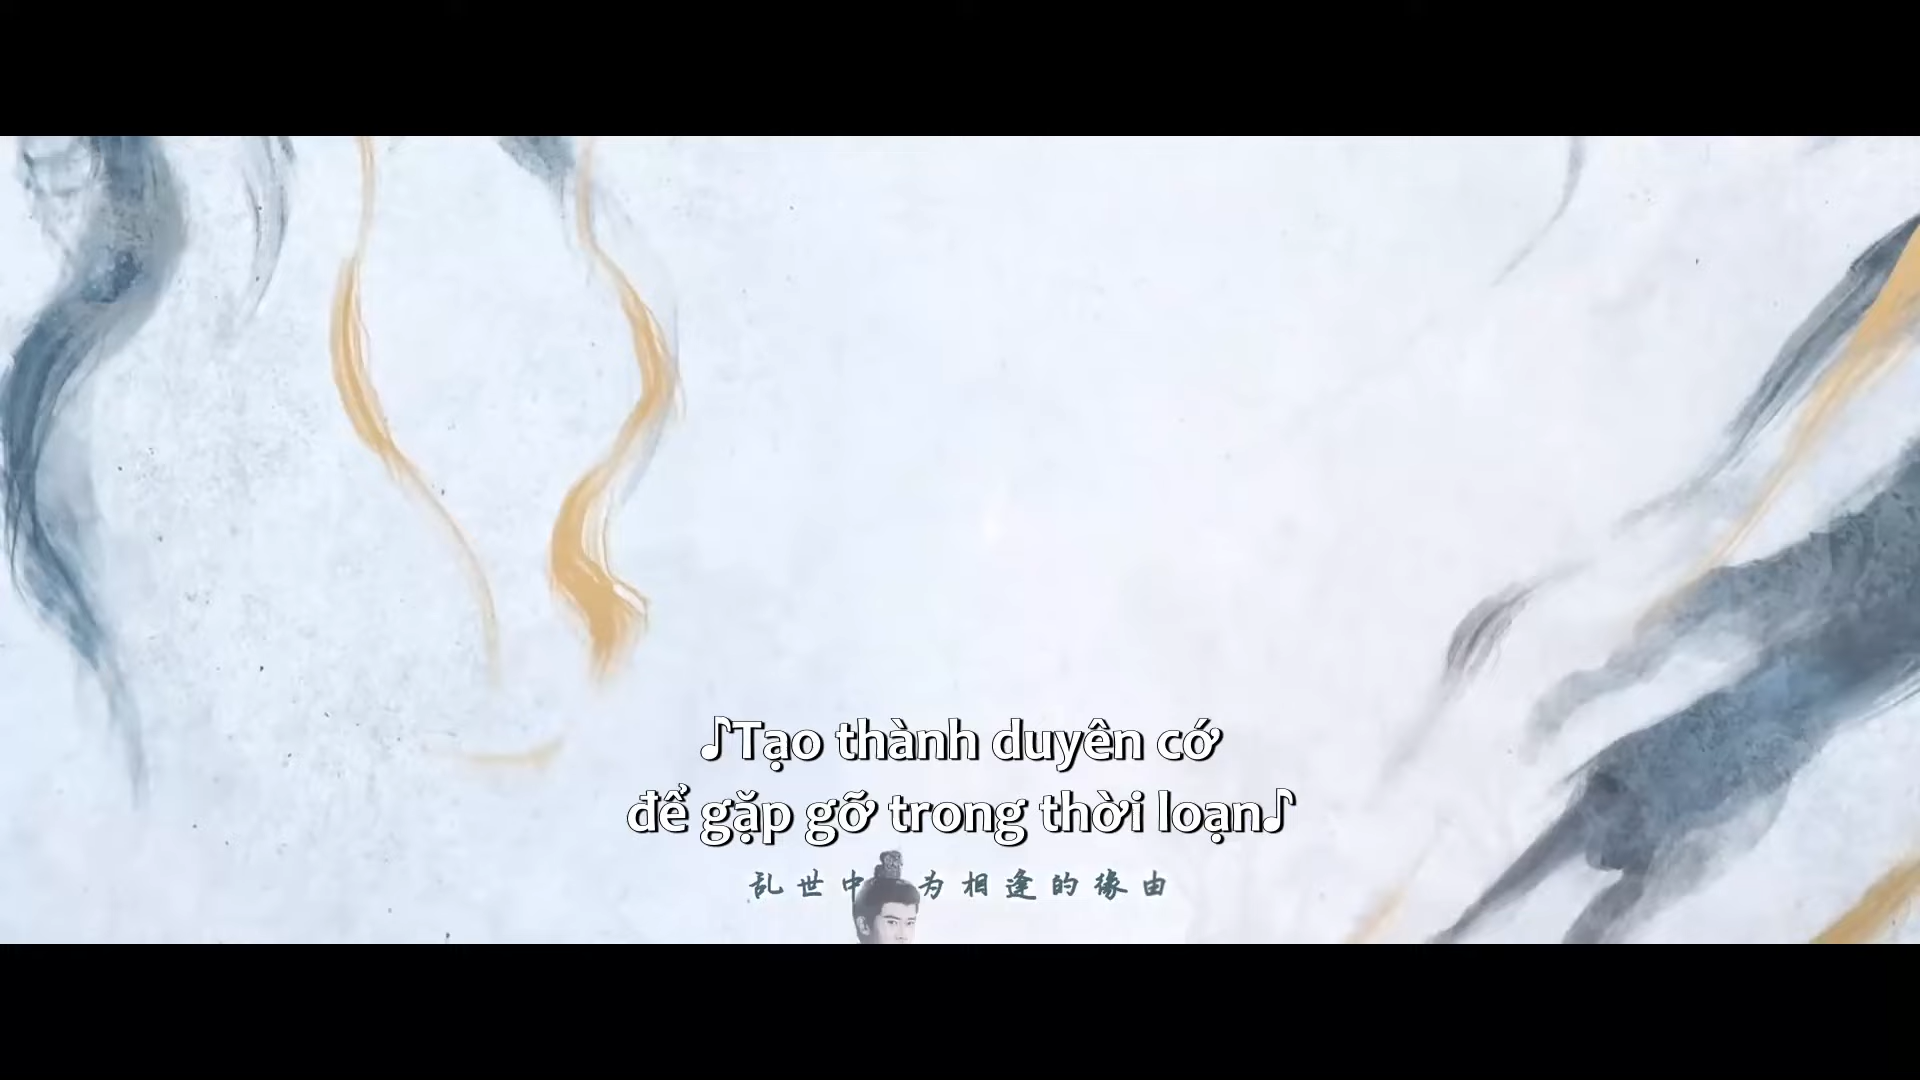 ♪Tạo thành duyên cớ
để gặp gỡ trong thời loạn♪
乱世中 为相逢的缘由